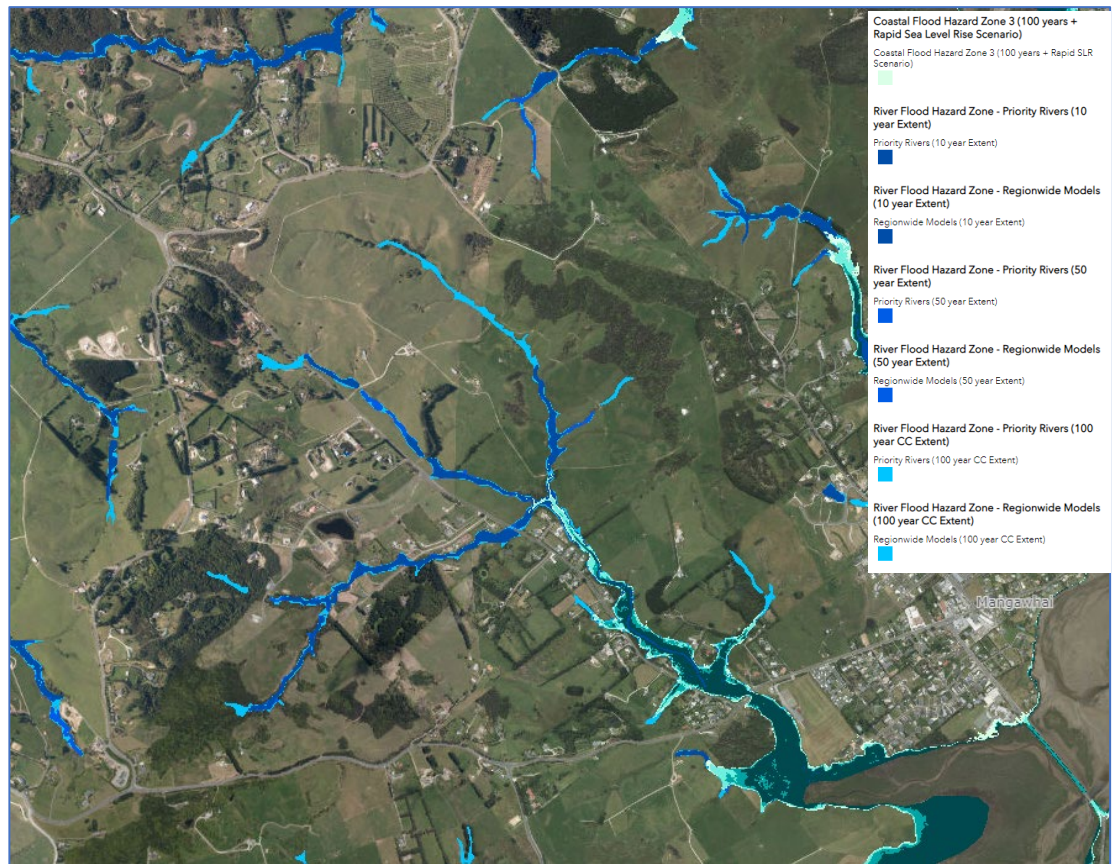 Coastal Flood Hazard Zone 3 (100 years +
Rapid Sea Level Rise Scenario)
Coastal Flood Hazard Zone 3 (100 years + Rapid SLR
Scenario)
River Flood Hazard Zone - Priority Rivers (10
year Extent)
Priority Rivers (10 year Extent)
River Flood Hazard Zone - Regionwide Models
(10 year Extent)
Regionwide Models (10 year Extent)
River Flood Hazard Zone - Priority Rivers (50
year Extent)
Priority Rivers (50 year Extent)
River Flood Hazard Zone - Regionwide Models
(50 year Extent)
Regionwide Models (50 year Extent)
River Flood Hazard Zone - Priority Rivers (100
year CC Extent)
Priority Rivers (100 year CC Extent)
River Flood Hazard Zone - Regionwide Models
(100 year CC Extent)
Regionwide Models (100 year CC Extent)
Mangawhai